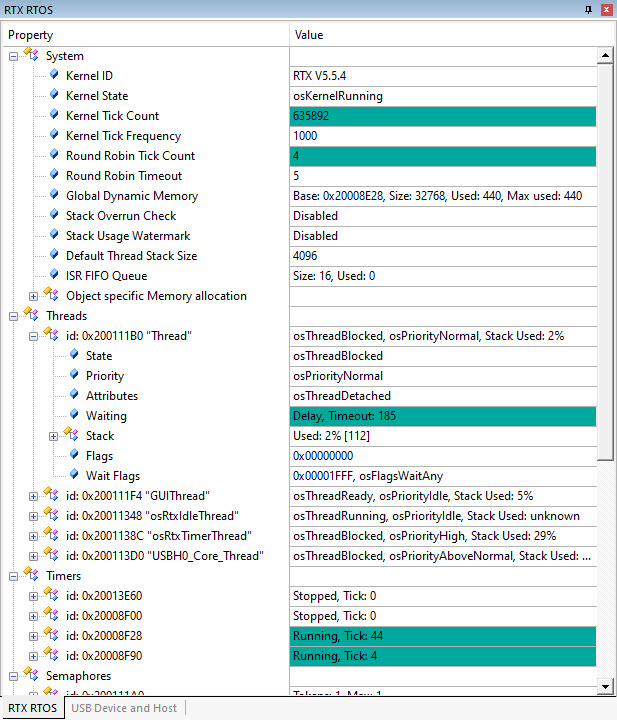 RTX RTOS
Property Value
System
Kernel ID RTX V5.5.4
Kernel State osKernelRunning
Kernel Tick Count 635892
Kernel Tick Frequency 1000
Round Robin Tick Count 4
Round Robin Timeout 5
Global Dynamic Memory Base: 0x20008E28, Size: 32768, Used: 440, Max used: 440
Stack Overrun Check Disabled
Stack Usage Watermark Disabled
Default Thread Stack Size 4096
ISR FIFO Queue Size: 16, Used: 0
Object specific Memory allocation
Threads
id: 0x200111B0 "Thread" osThreadBlocked, osPriorityNormal, Stack Used: 2%
State osThreadBlocked
Priority osPriorityNormal
Attributes osThreadDetached
Waiting Delay, Timeout: 185
Stack Used: 2% [112]
Flags 0x00000000
Wait Flags 0x00001FFF, osFlagsWaitAny
id: 0x200111F4 "GUIThread" osThreadReady, osPriorityIdle, Stack Used: 5%
id: 0x20011348 "osRtxIdleThread" osThreadRunning, osPriorityIdle, Stack Used: unknown
id: 0x2001138C "osRtxTimerThread" osThreadBlocked, osPriorityHigh, Stack Used: 29%
id: 0x200113D0 "USBH0_Core_Thread" osThreadBlocked, osPriorityAboveNormal, Stack Used: ...
Timers
id: 0x20013E60 Stopped, Tick: 0
id: 0x20008F00 Stopped, Tick: 0
id: 0x20008F28 Running, Tick: 44
id: 0x20008F90 Running, Tick: 4
Semaphores
id: 0x200111A0 Tokens: 1, Max: 1
RTX RTOS USB Device and Host